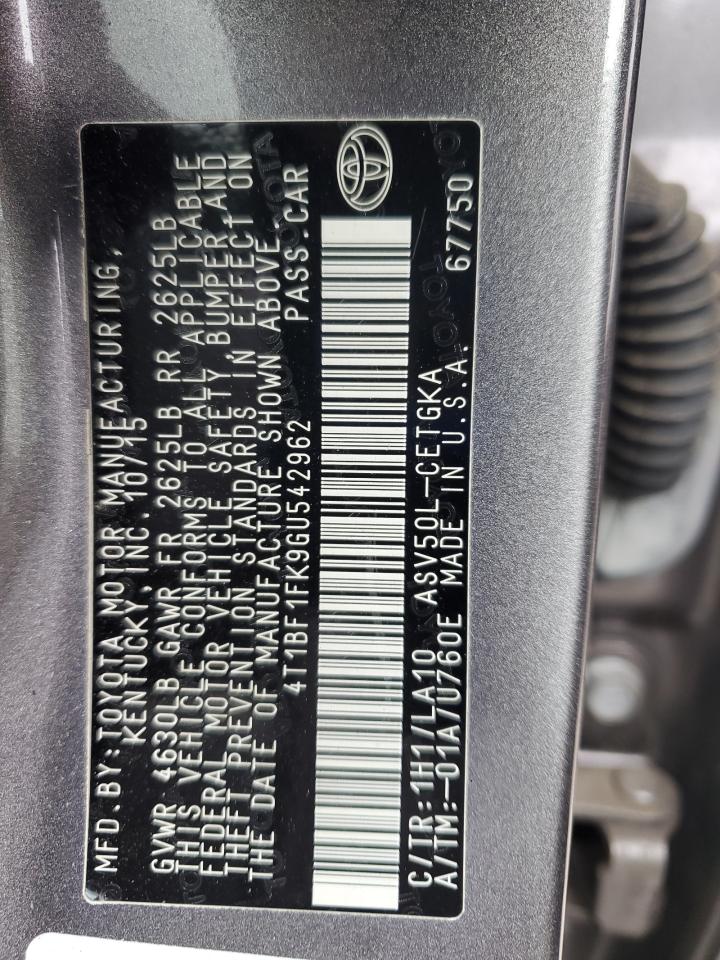 MFD.BY:TOYOTA MOTOR MANUFACTURING,
KENTUCKY, INC. 10/15
GVWR 4630LB GAWR FR 2625LB RR 2625LB
THIS VEHICLE CONFORMS TO ALL APPLICABLE
FEDERAL MOTOR VEHICLE SAFETY, BUMPER, AND
THEFT PREVENTION STANDARDS IN EFFECT ON
THE DATE OF MANUFACTURE SHOWN ABOVE.
4T1BF1FK9GU542962 PASS.CAR
C/TR:1H1/LA10 ASV50L-CETGKA
A/TM:-01A/U760E MADE IN U.S.A. 67750